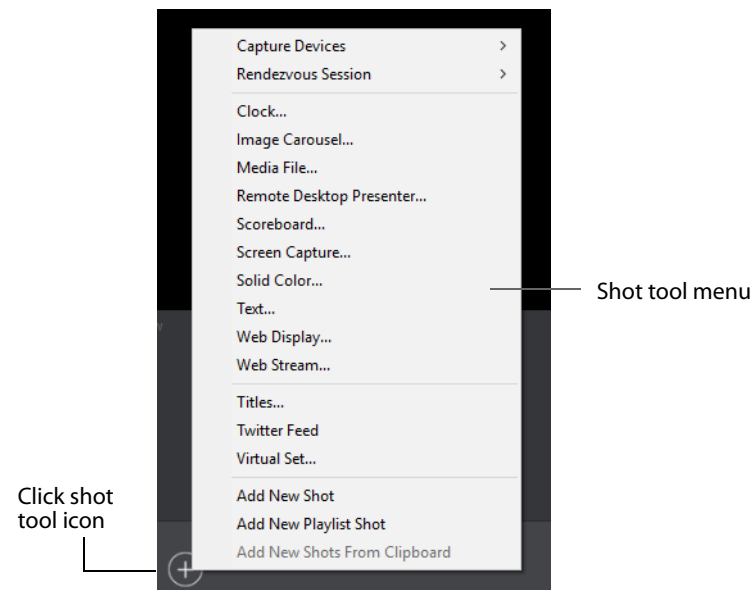 Capture Devices
Rendezvous Session
Clock...
Image Carousel...
Media File...
Remote Desktop Presenter...
Scoreboard...
Screen Capture...
Solid Color...
Text...
Web Display...
Web Stream...
Titles...
Twitter Feed
Virtual Set...
Add New Shot
Add New Playlist Shot
Add New Shots From Clipboard
Shot tool menu
Click shot
tool icon